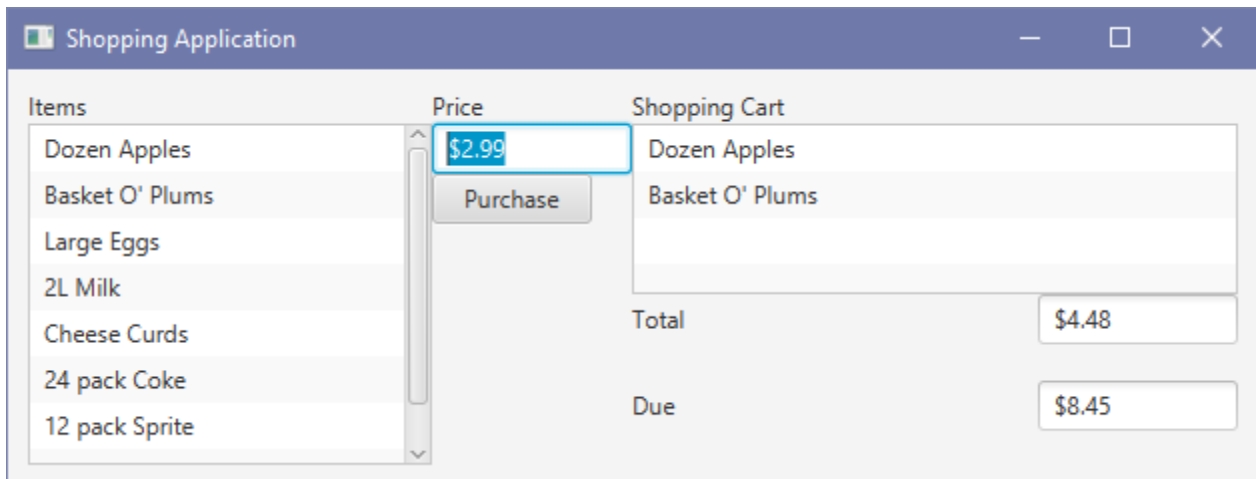 Shopping Application
Items
Price
Shopping Cart
Dozen Apples
Basket O' Plums
Large Eggs
2L Milk
Cheese Curds
24 pack Coke
12 pack Sprite
$2.99
Purchase
Dozen Apples
Basket O' Plums
Total
$4.48
Due
$8.45